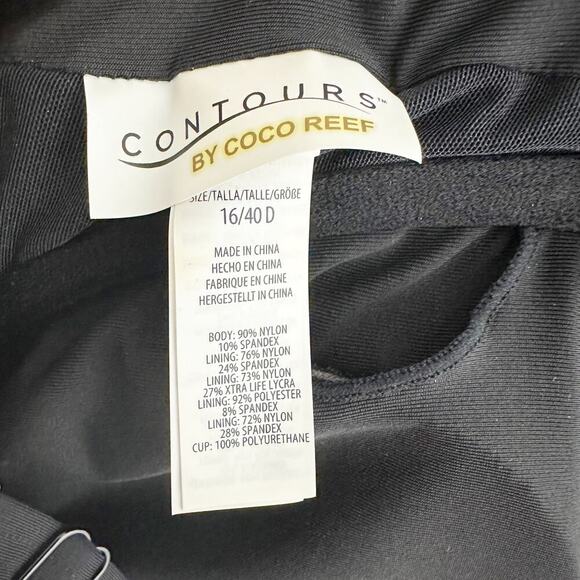 CONTOURS™
BY COCO REEF
SIZE/TALLA/TALLE/GRÖßE
16/40 D
MADE IN CHINA
HECHO EN CHINA
FABRIQUE EN CHINE
HERGESTELLT IN CHINA
BODY: 90% NYLON
10% SPANDEX
LINING: 76% NYLON
24% SPANDEX
LINING: 73% NYLON
27% XTRA LIFE LYCRA
LINING: 92% POLYESTER
8% SPANDEX
LINING: 72% NYLON
28% SPANDEX
CUP: 100% POLYURETHANE